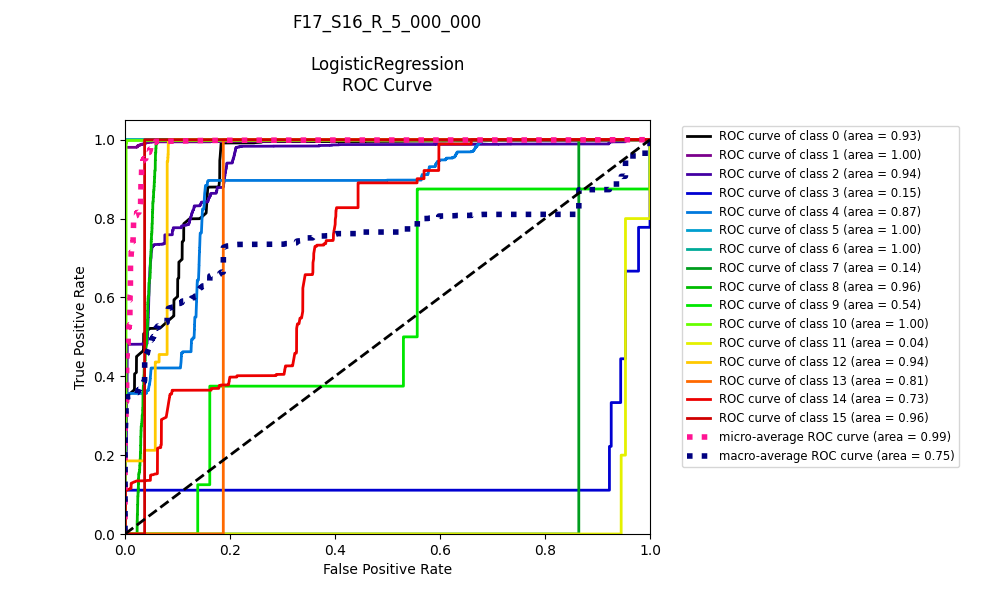 F17_S16_R_5_000_000
LogisticRegression
ROC Curve
True Positive Rate
1.0
0.8
0.6
0.4
0.2
0.0
0.0 0.2 0.4 0.6 0.8 1.0
False Positive Rate
ROC curve of class 0 (area = 0.93)
ROC curve of class 1 (area = 1.00)
ROC curve of class 2 (area = 0.94)
ROC curve of class 3 (area = 0.15)
ROC curve of class 4 (area = 0.87)
ROC curve of class 5 (area = 1.00)
ROC curve of class 6 (area = 1.00)
ROC curve of class 7 (area = 0.14)
ROC curve of class 8 (area = 0.96)
ROC curve of class 9 (area = 0.54)
ROC curve of class 10 (area = 1.00)
ROC curve of class 11 (area = 0.04)
ROC curve of class 12 (area = 0.94)
ROC curve of class 13 (area = 0.81)
ROC curve of class 14 (area = 0.73)
ROC curve of class 15 (area = 0.96)
micro-average ROC curve (area = 0.99)
macro-average ROC curve (area = 0.75)